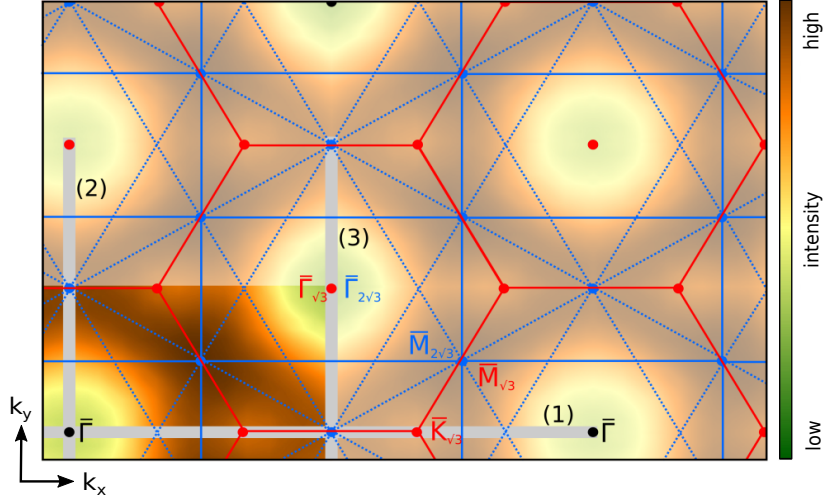 high
(2)
(3)
intensity
Γ̅√3 Γ̅2√3
M̅2√3
M̅√3
(1)
K̅√3
Γ̅ Γ̅
low
ky
kx